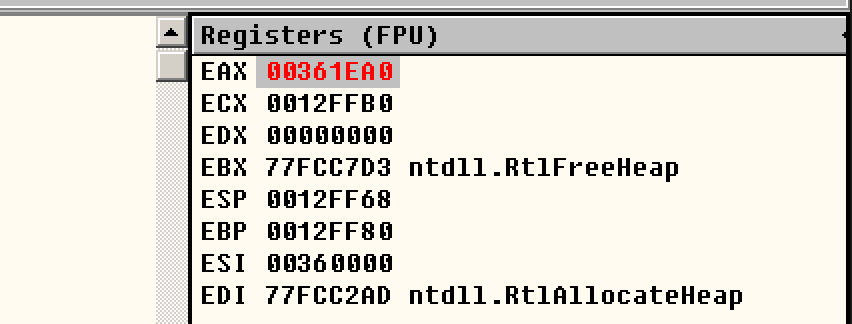 Registers (FPU)
EAX 00361EA0
ECX 0012FFB0
EDX 00000000
EBX 77FCC7D3 ntdll.RtlFreeHeap
ESP 0012FF68
EBP 0012FF80
ESI 00360000
EDI 77FCC2AD ntdll.RtlAllocateHeap